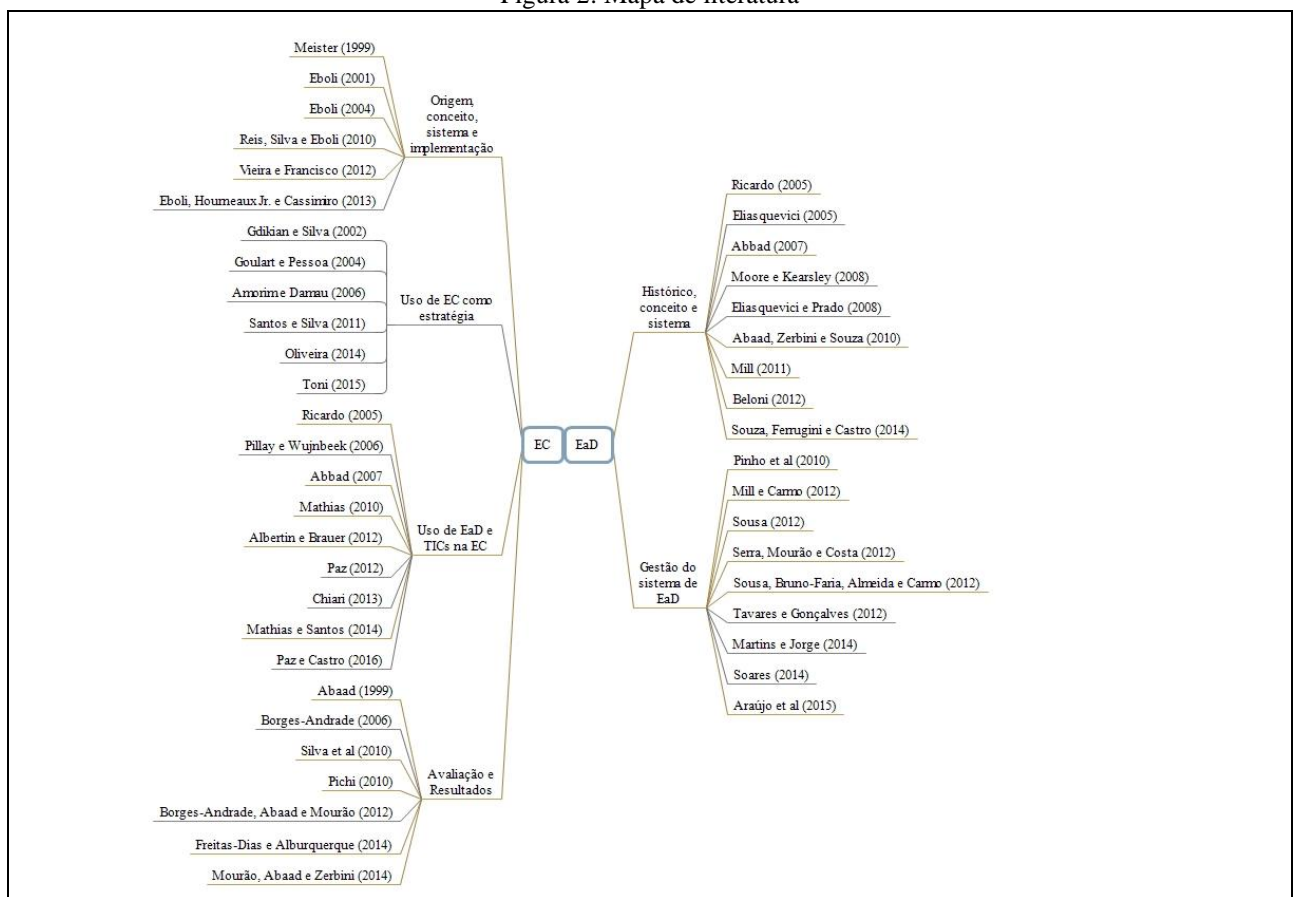 Figura 2: Mapa de literatura
Meister (1999)
Eboli (2001)
Eboli (2004)
Reis, Silva e Eboli (2010)
Vieira e Francisco (2012)
Eboli, Hourneaux Jr. e Cassimiro (2013)
Origem,
conceito,
sistema e
implementação
Gdikian e Silva (2002)
Goulart e Pessoa (2004)
Amorim e Damau (2006)
Santos e Silva (2011)
Oliveira (2014)
Toni (2015)
Uso de EC como
estratégia
Ricardo (2005)
Pillay e Wujnbeek (2006)
Abbad (2007
Mathias (2010)
Albertin e Brauer (2012)
Paz (2012)
Chiari (2013)
Mathias e Santos (2014)
Paz e Castro (2016)
Uso de EaD e
TICs na EC
Abaad (1999)
Borges-Andrade (2006)
Silva et al (2010)
Pichi (2010)
Borges-Andrade, Abaad e Mourão (2012)
Freitas-Dias e Alburquerque (2014)
Mourão, Abaad e Zerbini (2014)
Avaliação e
Resultados
EC
EaD
Histórico,
conceito e
sistema
Ricardo (2005)
Eliasquevici (2005)
Abbad (2007)
Moore e Kearsley (2008)
Eliasquevici e Prado (2008)
Abaad, Zerbini e Souza (2010)
Mill (2011)
Beloni (2012)
Souza, Ferrugini e Castro (2014)
Gestão do
sistema de
EaD
Pinho et al (2010)
Mill e Carmo (2012)
Sousa (2012)
Serra, Mourão e Costa (2012)
Sousa, Bruno-Faria, Almeida e Carmo (2012)
Tavares e Gonçalves (2012)
Martins e Jorge (2014)
Soares (2014)
Araújo et al (2015)